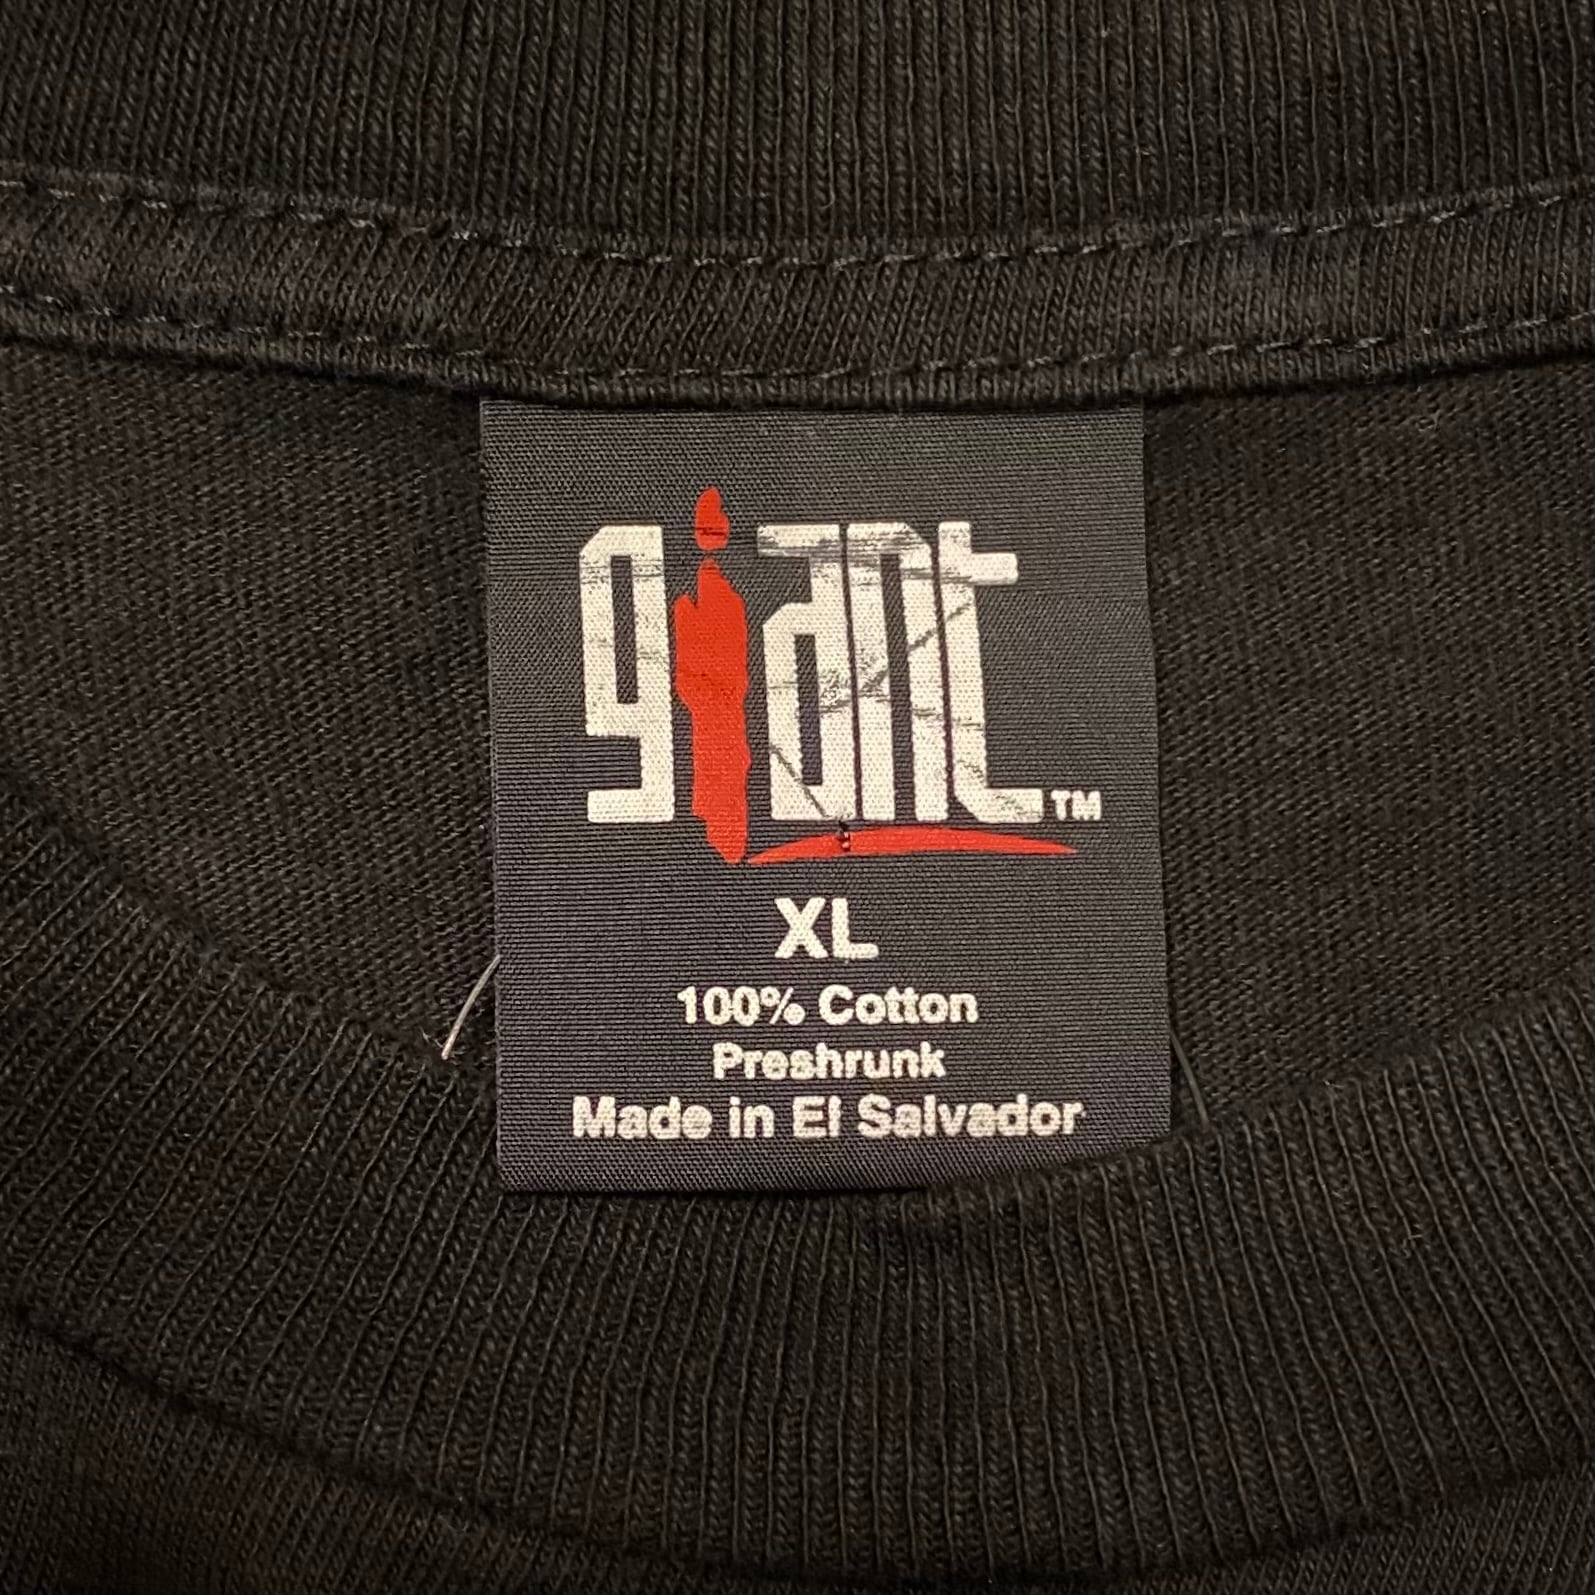 giant™
XL
100% Cotton
Preshrunk
Made in El Salvador